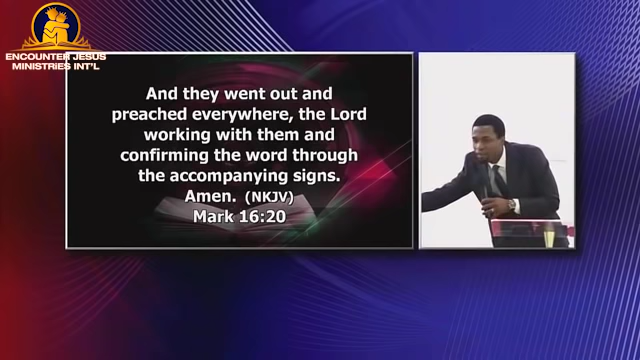 ENCOUNTER JESUS
MINISTRIES INT'L
And they went out and
preached everywhere, the Lord
working with them and
confirming the word through
the accompanying signs.
Amen. (NKJV)
Mark 16:20